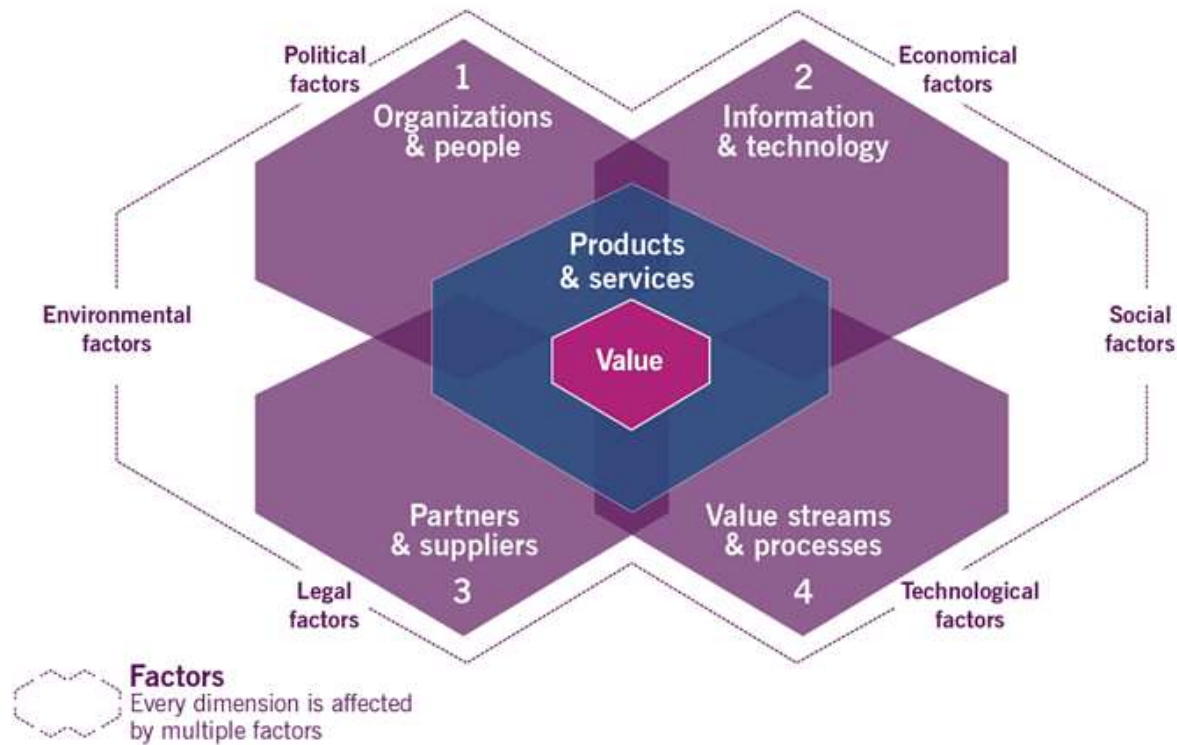 Political
factors
Economical
factors
1
Organizations
& people
2
Information
& technology
Products
& services
Environmental
factors
Value
Social
factors
Partners
& suppliers
3
Value streams
& processes
4
Legal
factors
Technological
factors
Factors
Every dimension is affected
by multiple factors